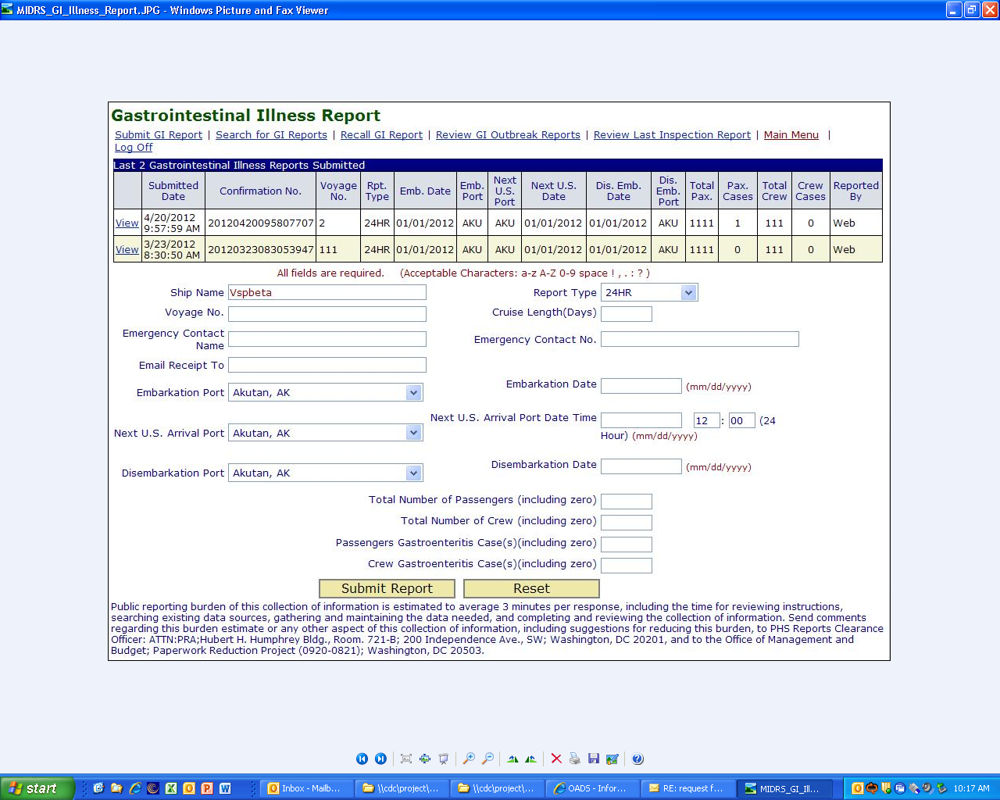 MIDRS_GI_Illness_Report.JPG - Windows Picture and Fax Viewer
Gastrointestinal Illness Report
Submit GI Report | Search for GI Reports | Recall GI Report | Review GI Outbreak Reports | Review Last Inspection Report | Main Menu |
Log Off
Last 2 Gastrointestinal Illness Reports Submitted
Submitted Date Confirmation No. Voyage No. Rpt. Type Emb. Date Emb. Port Next U.S. Port Next U.S. Date Dis. Emb. Date Dis. Emb. Port Total Pax. Pax. Cases Total Crew Crew Cases Reported By
View 4/20/2012 9:57:59 AM 20120420095807707 2 24HR 01/01/2012 AKU AKU 01/01/2012 01/01/2012 AKU 1111 1 111 0 Web
View 3/23/2012 8:30:50 AM 20120323083053947 111 24HR 01/01/2012 AKU AKU 01/01/2012 01/01/2012 AKU 1111 0 111 0 Web
All fields are required. (Acceptable Characters: a-z A-Z 0-9 space ! , . : ? )
Ship Name Vspbeta Report Type 24HR
Voyage No. Cruise Length(Days)
Emergency Contact Name Emergency Contact No.
Email Receipt To
Embarkation Port Akutan, AK Embarkation Date (mm/dd/yyyy)
Next U.S. Arrival Port Akutan, AK Next U.S. Arrival Port Date Time 12 : 00 (24 Hour) (mm/dd/yyyy)
Disembarkation Port Akutan, AK Disembarkation Date (mm/dd/yyyy)
Total Number of Passengers (including zero)
Total Number of Crew (including zero)
Passengers Gastroenteritis Case(s)(including zero)
Crew Gastroenteritis Case(s)(including zero)
Submit Report Reset
Public reporting burden of this collection of information is estimated to average 3 minutes per response, including the time for reviewing instructions,
searching existing data sources, gathering and maintaining the data needed, and completing and reviewing the collection of information. Send comments
regarding this burden estimate or any other aspect of this collection of information, including suggestions for reducing this burden, to PHS Reports Clearance
Officer: ATTN:PRA;Hubert H. Humphrey Bldg., Room. 721-B; 200 Independence Ave., SW; Washington, DC 20201, and to the Office of Management and
Budget; Paperwork Reduction Project (0920-0821); Washington, DC 20503.
start Inbox - Mailb... \\cdc\project\... \\cdc\project\... OADS - Infor... RE: request f... MIDRS_GI_Ill... 10:17 AM